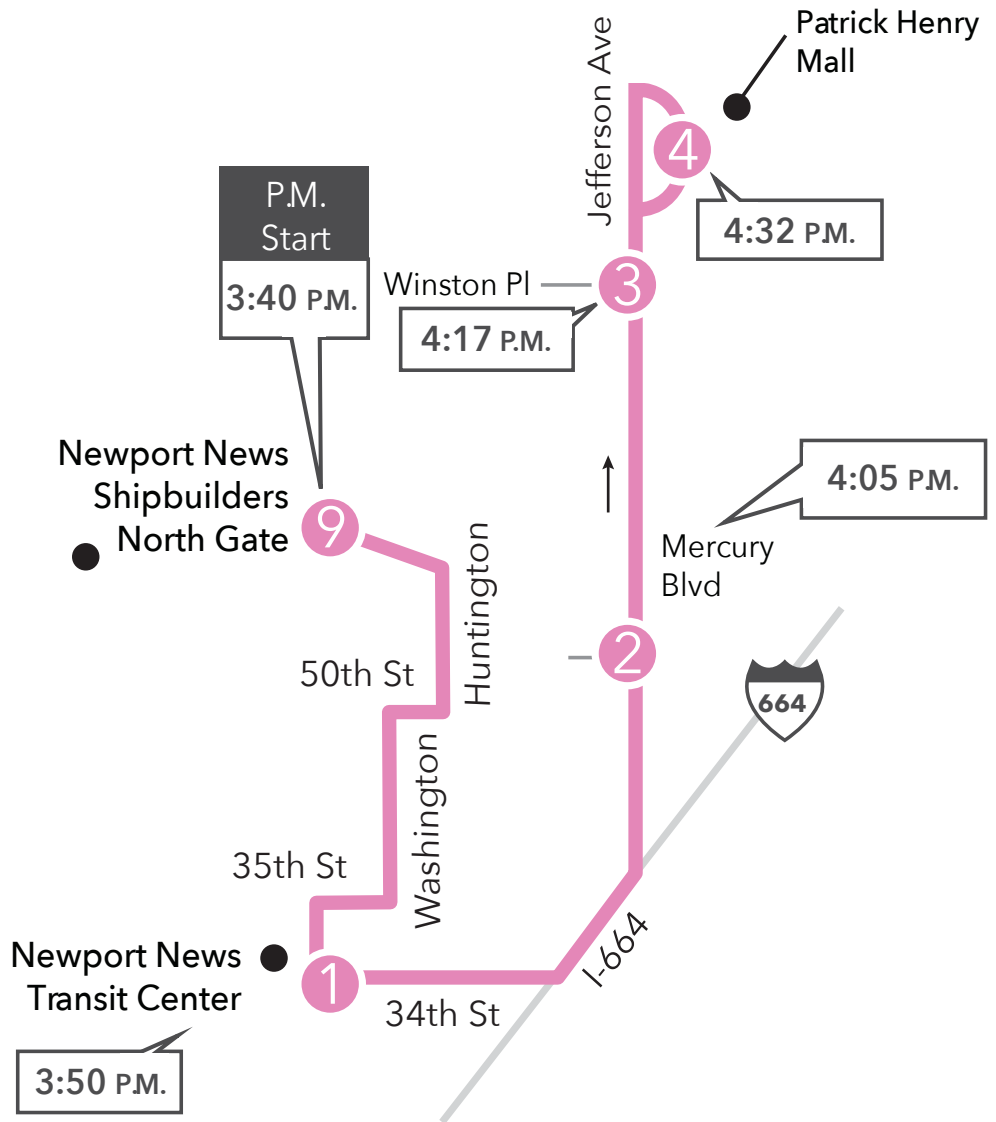 Patrick Henry
Mall
Jefferson Ave
4
4:32 P.M.
P.M.
Start
3:40 P.M.
Winston Pl
3
4:17 P.M.
Newport News
Shipbuilders
North Gate
9
4:05 P.M.
Mercury
Blvd
Huntington
2
50th St
664
Washington
35th St
Newport News
Transit Center
1
34th St
I-664
3:50 P.M.